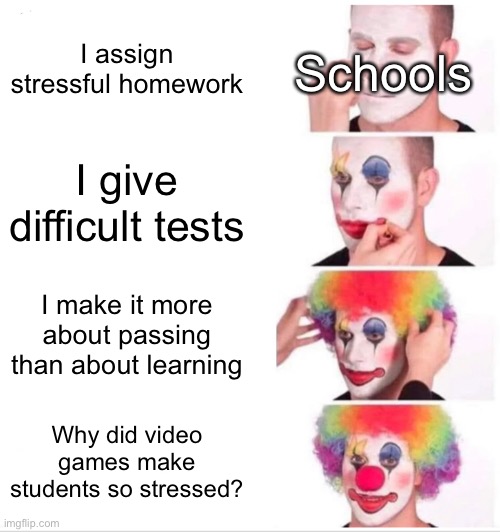 I assign
stressful homework
Schools
I give
difficult tests
I make it more
about passing
than about learning
Why did video
games make
students so stressed?
imgflip.com